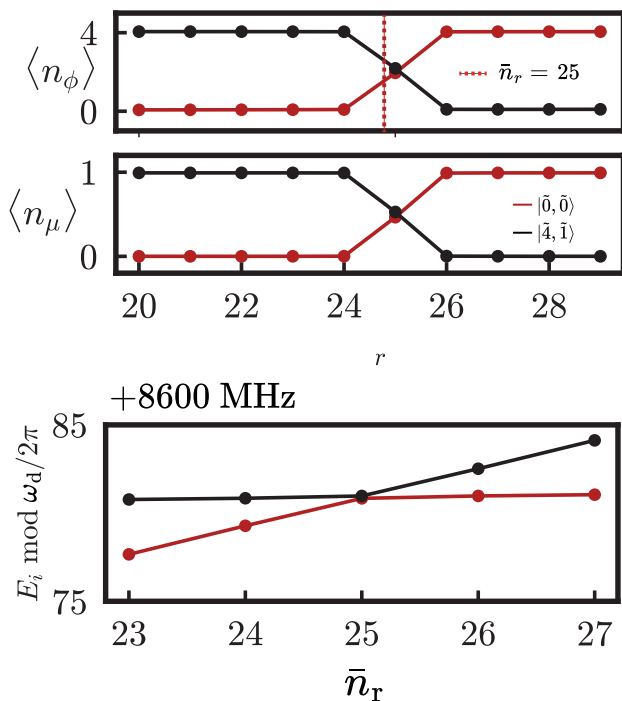 4
⟨n_ϕ⟩
0
n̄_r = 25
1
⟨n_μ⟩
0
|0̃, 0̃⟩
|4̃, 1̃⟩
20 22 24 26 28
r
+8600 MHz
85
E_i mod ω_d/2π
75
23 24 25 26 27
n̄_r